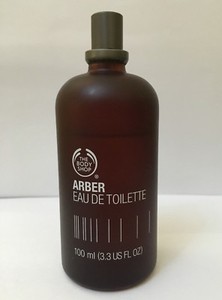 THE
BODY
SHOP
®
ARBER
EAU DE TOILETTE
100 ml (3.3 US FL OZ)